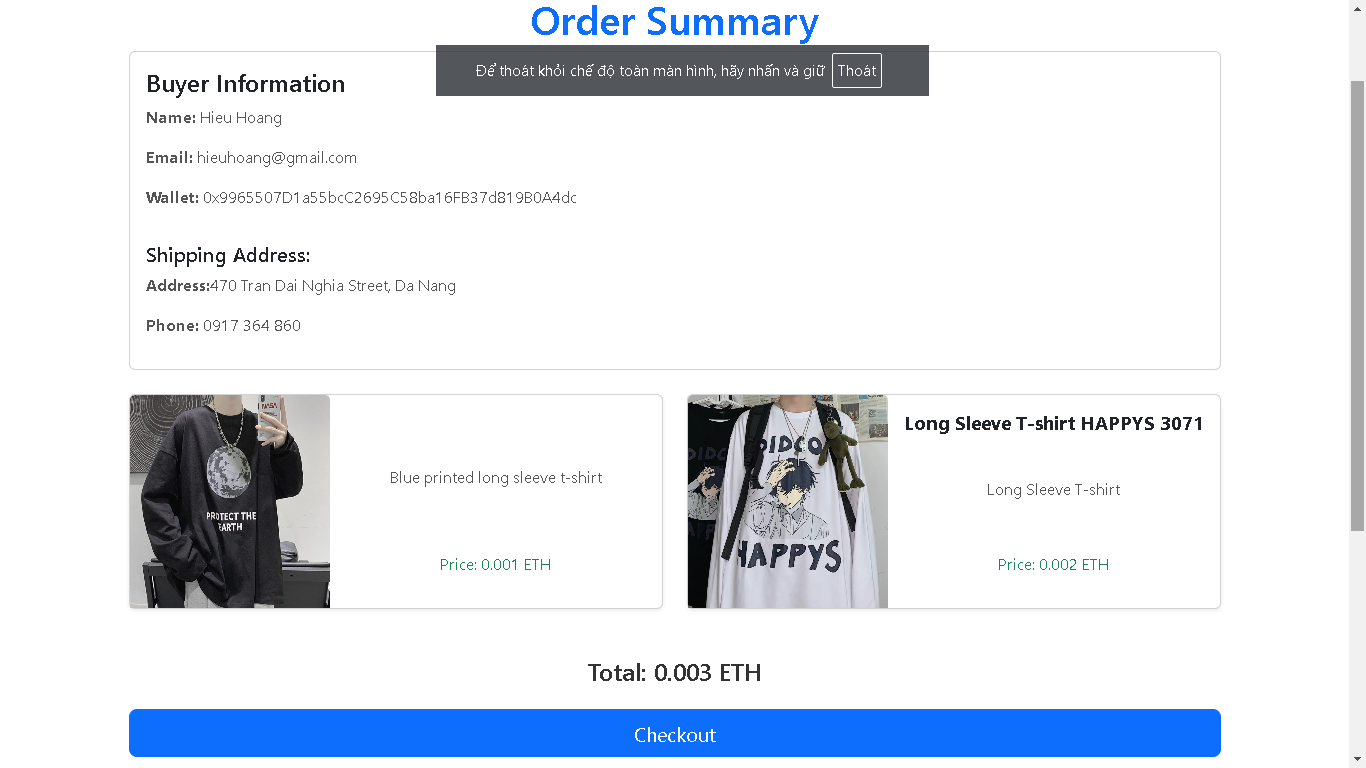 Order Summary
Để thoát khỏi chế độ toàn màn hình, hãy nhấn và giữ Thoát
Buyer Information
Name: Hieu Hoang
Email: hieuhoang@gmail.com
Wallet: 0x9965507D1a55bcC2695C58ba16FB37d819B0A4dc
Shipping Address:
Address:470 Tran Dai Nghia Street, Da Nang
Phone: 0917 364 860
NASA
PROTECT THE
EARTH
Blue printed long sleeve t-shirt
Price: 0.001 ETH
DIDCO
HAPPYS
Long Sleeve T-shirt HAPPYS 3071
Long Sleeve T-shirt
Price: 0.002 ETH
Total: 0.003 ETH
Checkout